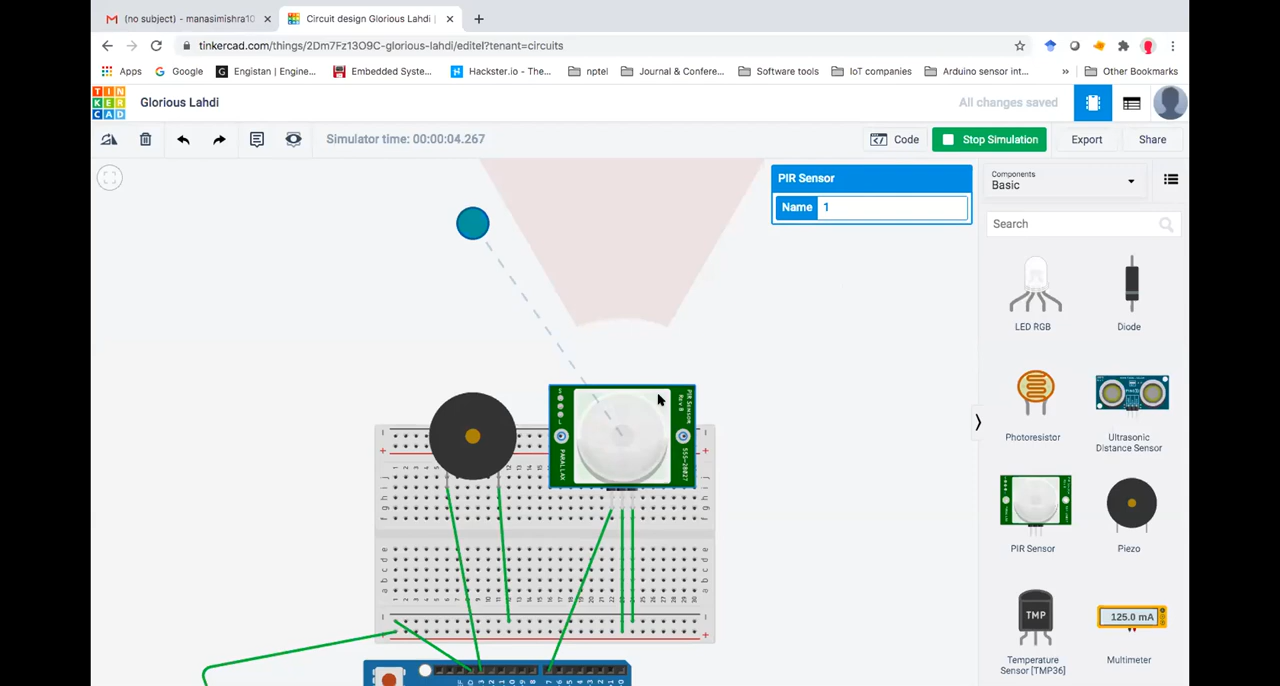 (no subject) - manasimishra10
Circuit design Glorious Lahdi |
tinkercad.com/things/2Dm7Fz13O9C-glorious-lahdi/editel?tenant=circuits
Apps
Google
Engistan | Engine...
Embedded Syste...
Hackster.io - The...
nptel
Journal & Confere...
Software tools
IoT companies
Arduino sensor int...
»
Other Bookmarks
TIN
KER
CAD
Glorious Lahdi
All changes saved
Simulator time: 00:00:04.267
Code
Stop Simulation
Export
Share
PIR Sensor
Name 1
Components
Basic
Search
LED RGB
Diode
Photoresistor
Ultrasonic
Distance Sensor
PIR Sensor
Piezo
TMP
125.0 mA
Temperature
Sensor [TMP36]
Multimeter
PIR SENSOR
Rev B
PARALLAX
555-28027